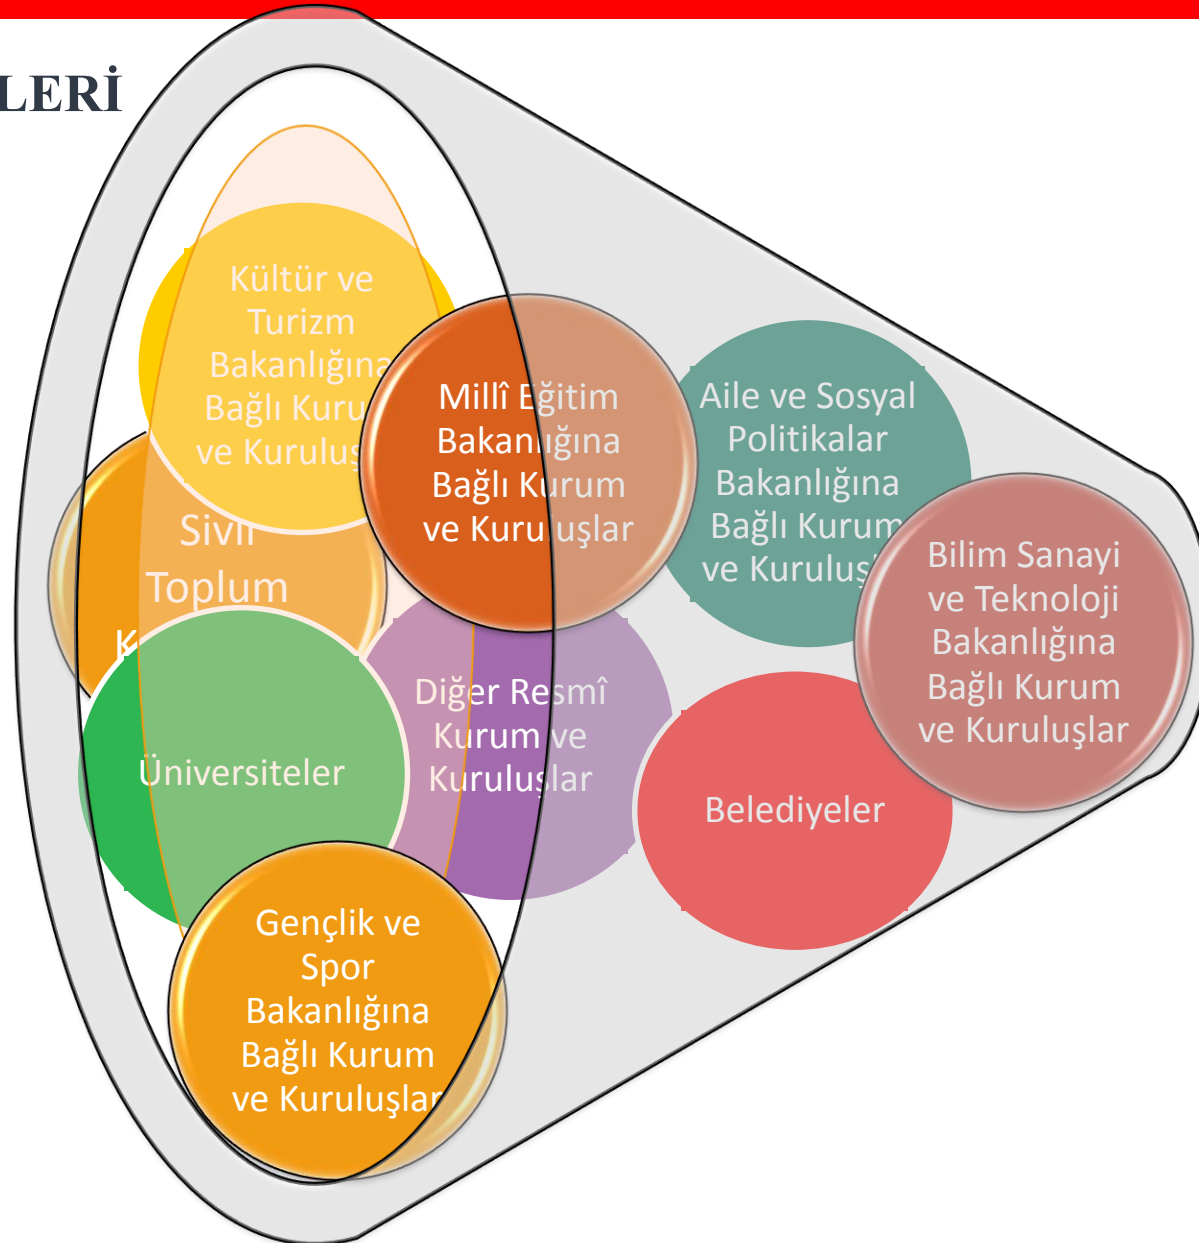 LERİ
Kültür ve
Turizm
Bakanlığına
Bağlı Kuru
ve Kuruluş
Millî Eğitim
Bakanlığına
Bağlı Kurum
ve Kuruluşlar
Aile ve Sosyal
Politikalar
Bakanlığına
Bağlı Kurum
ve Kuruluş
Sivil
Toplum
K
Bilim Sanayi
ve Teknoloji
Bakanlığına
Bağlı Kurum
ve Kuruluşlar
Üniversiteler
Diğer Resmî
Kurum ve
Kuruluşlar
Belediyeler
Gençlik ve
Spor
Bakanlığına
Bağlı Kurum
ve Kuruluşlar